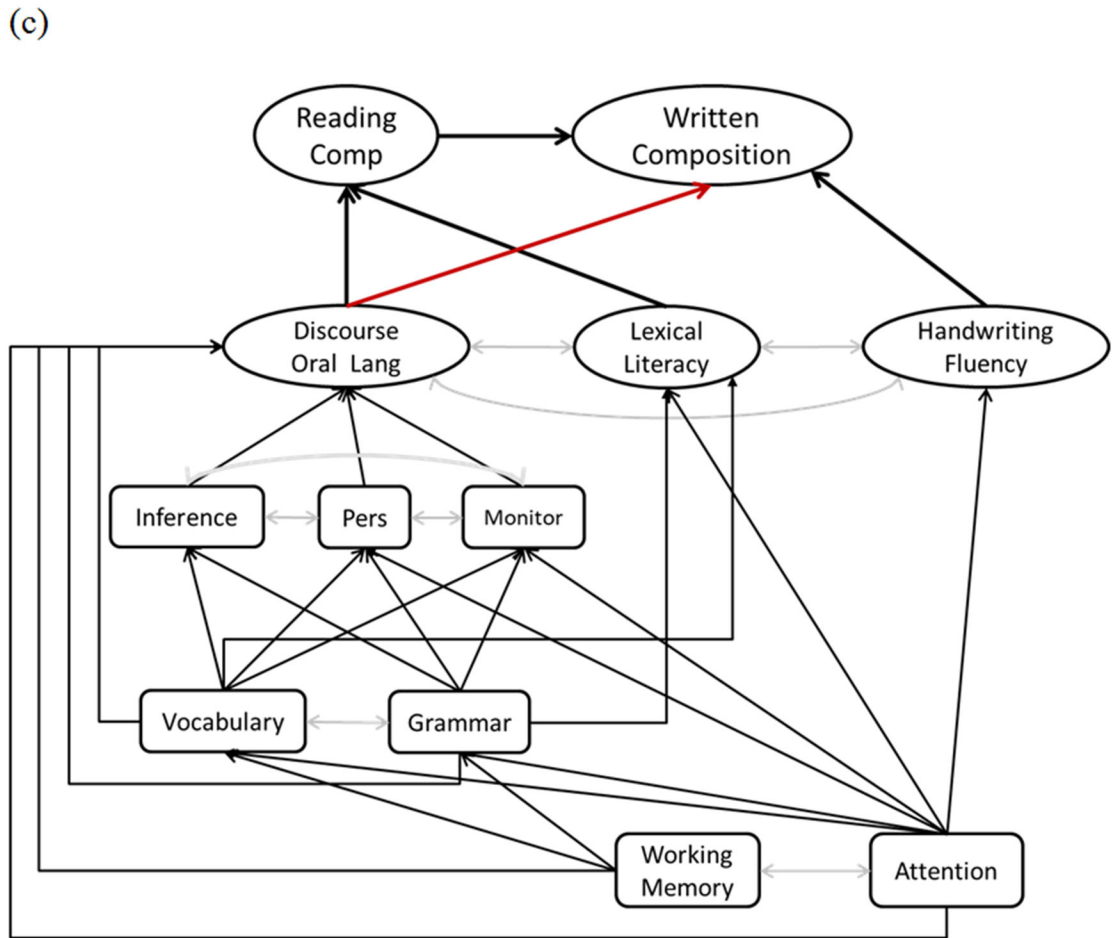 (c)
Reading
Comp
Written
Composition
Discourse
Oral Lang
Lexical
Literacy
Handwriting
Fluency
Inference
Pers
Monitor
Vocabulary
Grammar
Working
Memory
Attention